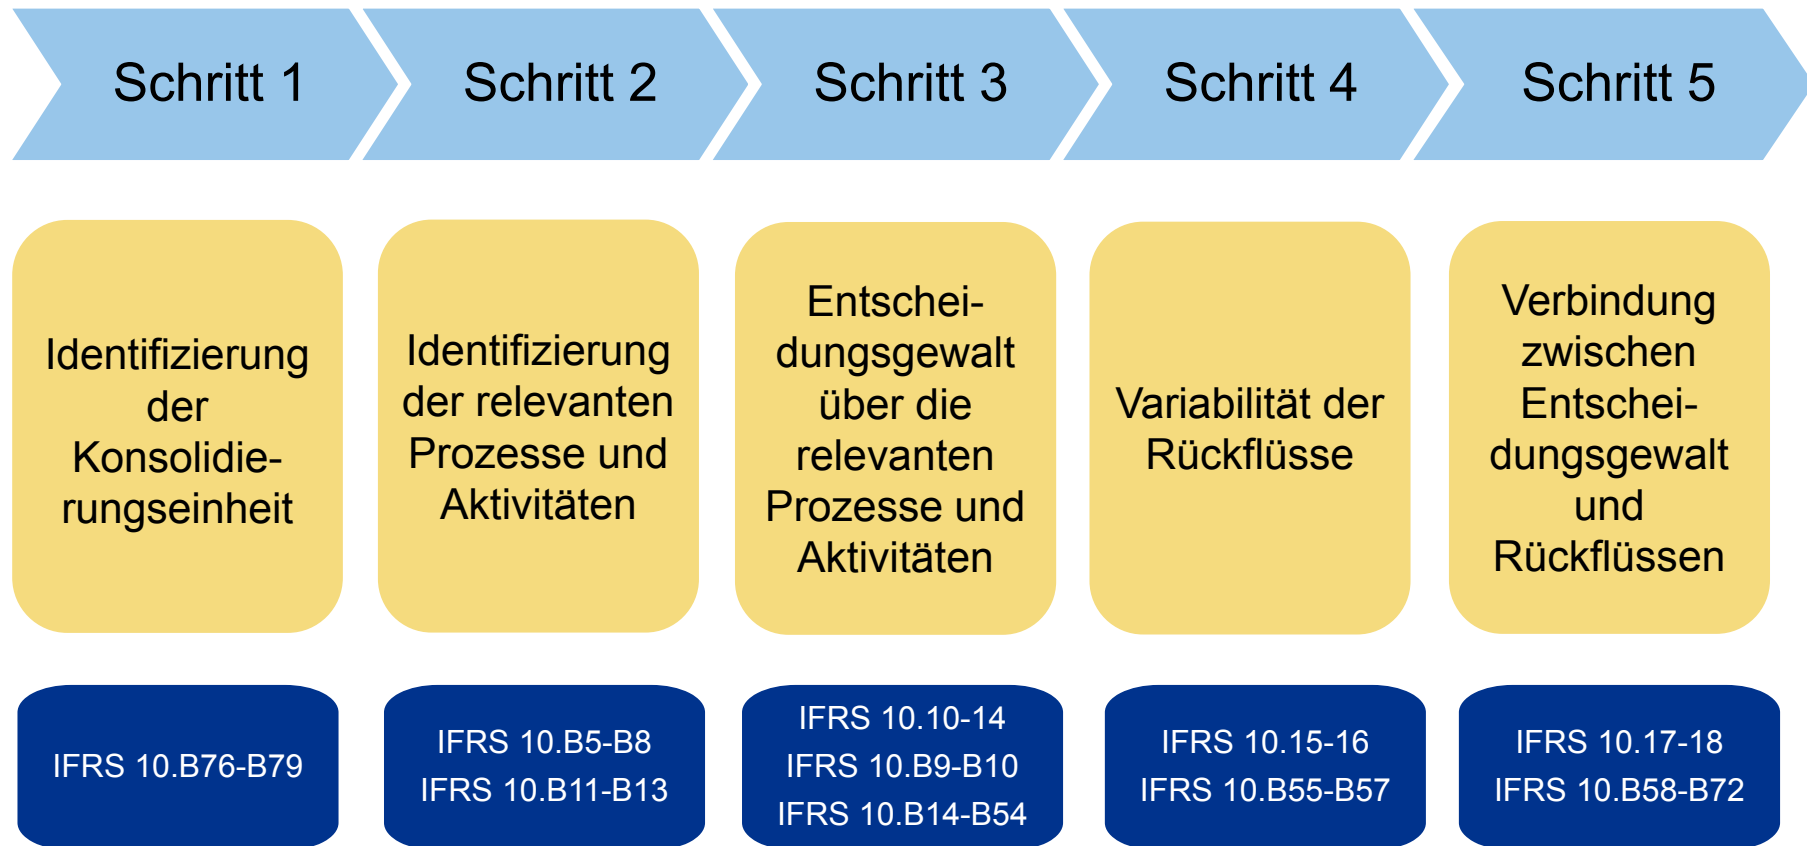 Schritt 1
Schritt 2
Schritt 3
Schritt 4
Schritt 5
Identifizierung
der
Konsolidie-
rungseinheit
Identifizierung
der relevanten
Prozesse und
Aktivitäten
Entschei-
dungsgewalt
über die
relevanten
Prozesse und
Aktivitäten
Variabilität der
Rückflüsse
Verbindung
zwischen
Entschei-
dungsgewalt
und
Rückflüssen
IFRS 10.B76-B79
IFRS 10.B5-B8
IFRS 10.B11-B13
IFRS 10.10-14
IFRS 10.B9-B10
IFRS 10.B14-B54
IFRS 10.15-16
IFRS 10.B55-B57
IFRS 10.17-18
IFRS 10.B58-B72